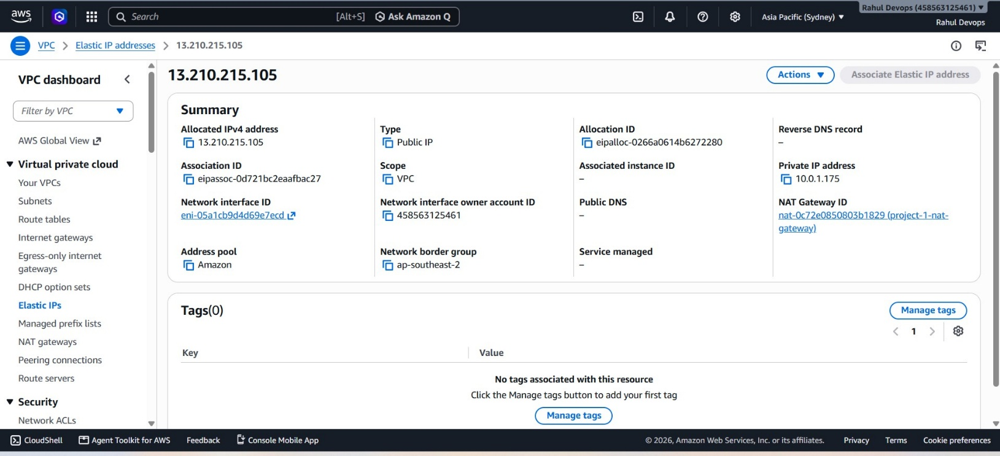 aws
Search [Alt+S] Ask Amazon Q
Asia Pacific (Sydney) ▼
Rahul Devops (458563125461) ▼
Rahul Devops
VPC > Elastic IP addresses > 13.210.215.105
VPC dashboard
Filter by VPC
AWS Global View
Virtual private cloud
Your VPCs
Subnets
Route tables
Internet gateways
Egress-only internet
gateways
DHCP option sets
Elastic IPs
Managed prefix lists
NAT gateways
Peering connections
Route servers
Security
Network ACLs
13.210.215.105
Actions ▼
Associate Elastic IP address
Summary
Allocated IPv4 address
13.210.215.105
Type
Public IP
Allocation ID
eipalloc-0266a0614b6272280
Reverse DNS record
–
Association ID
eipassoc-0d721bc2eaafbac27
Scope
VPC
Associated instance ID
–
Private IP address
10.0.1.175
Network interface ID
eni-05a1cb9d4d69e7ecd
Network interface owner account ID
458563125461
Public DNS
–
NAT Gateway ID
nat-0c72e0850803b1829 (project-1-nat-
gateway)
Address pool
Amazon
Network border group
ap-southeast-2
Service managed
–
Tags(0)
Manage tags
1
Key Value
No tags associated with this resource
Click the Manage tags button to add your first tag
Manage tags
CloudShell Agent Toolkit for AWS Feedback Console Mobile App © 2026, Amazon Web Services, Inc. or its affiliates. Privacy Terms Cookie preferences